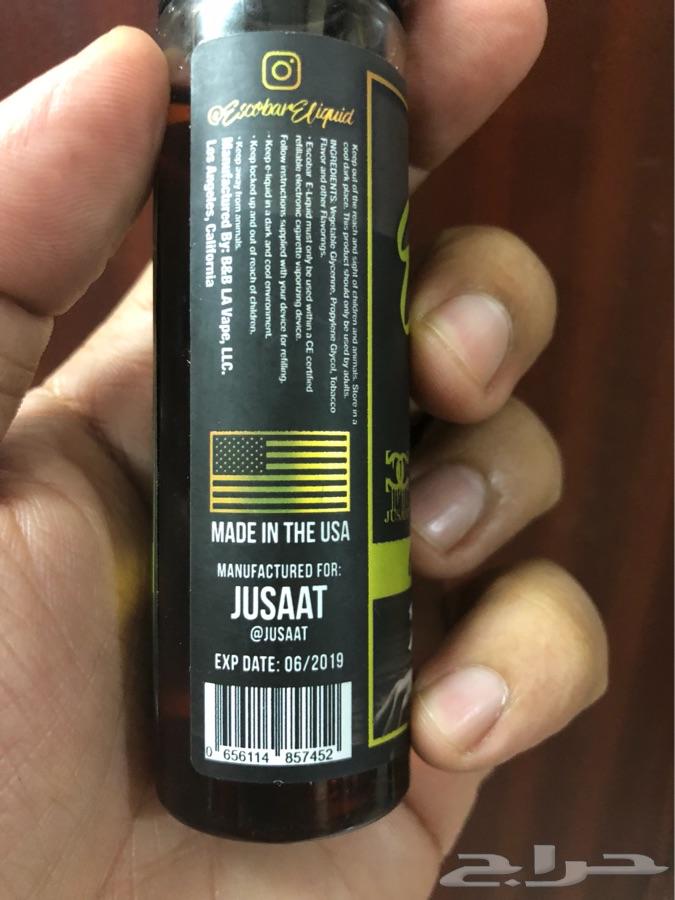 @EscobarEliquid
Keep out of the reach and sight of children and animals. Store in a
cool dark place. This product should only be used by adults.
INGREDIENTS: Vegetable Glycerine, Propylene Glycol, Tobacco
Flavor and other Flavorings.
• Escobar E-Liquid must only be used within a CE certified
refillable electronic cigarette vaporizing device.
Follow instructions supplied with your device for refilling.
• Keep e-liquid in a dark and cool environment.
• Keep locked up and out of reach of children.
• Keep away from animals.
Manufactured By: B&B LA Vape, LLC.
Los Angeles, California
MADE IN THE USA
MANUFACTURED FOR:
JUSAAT
@JUSAAT
EXP DATE: 06/2019
0 656114 857452
حراج